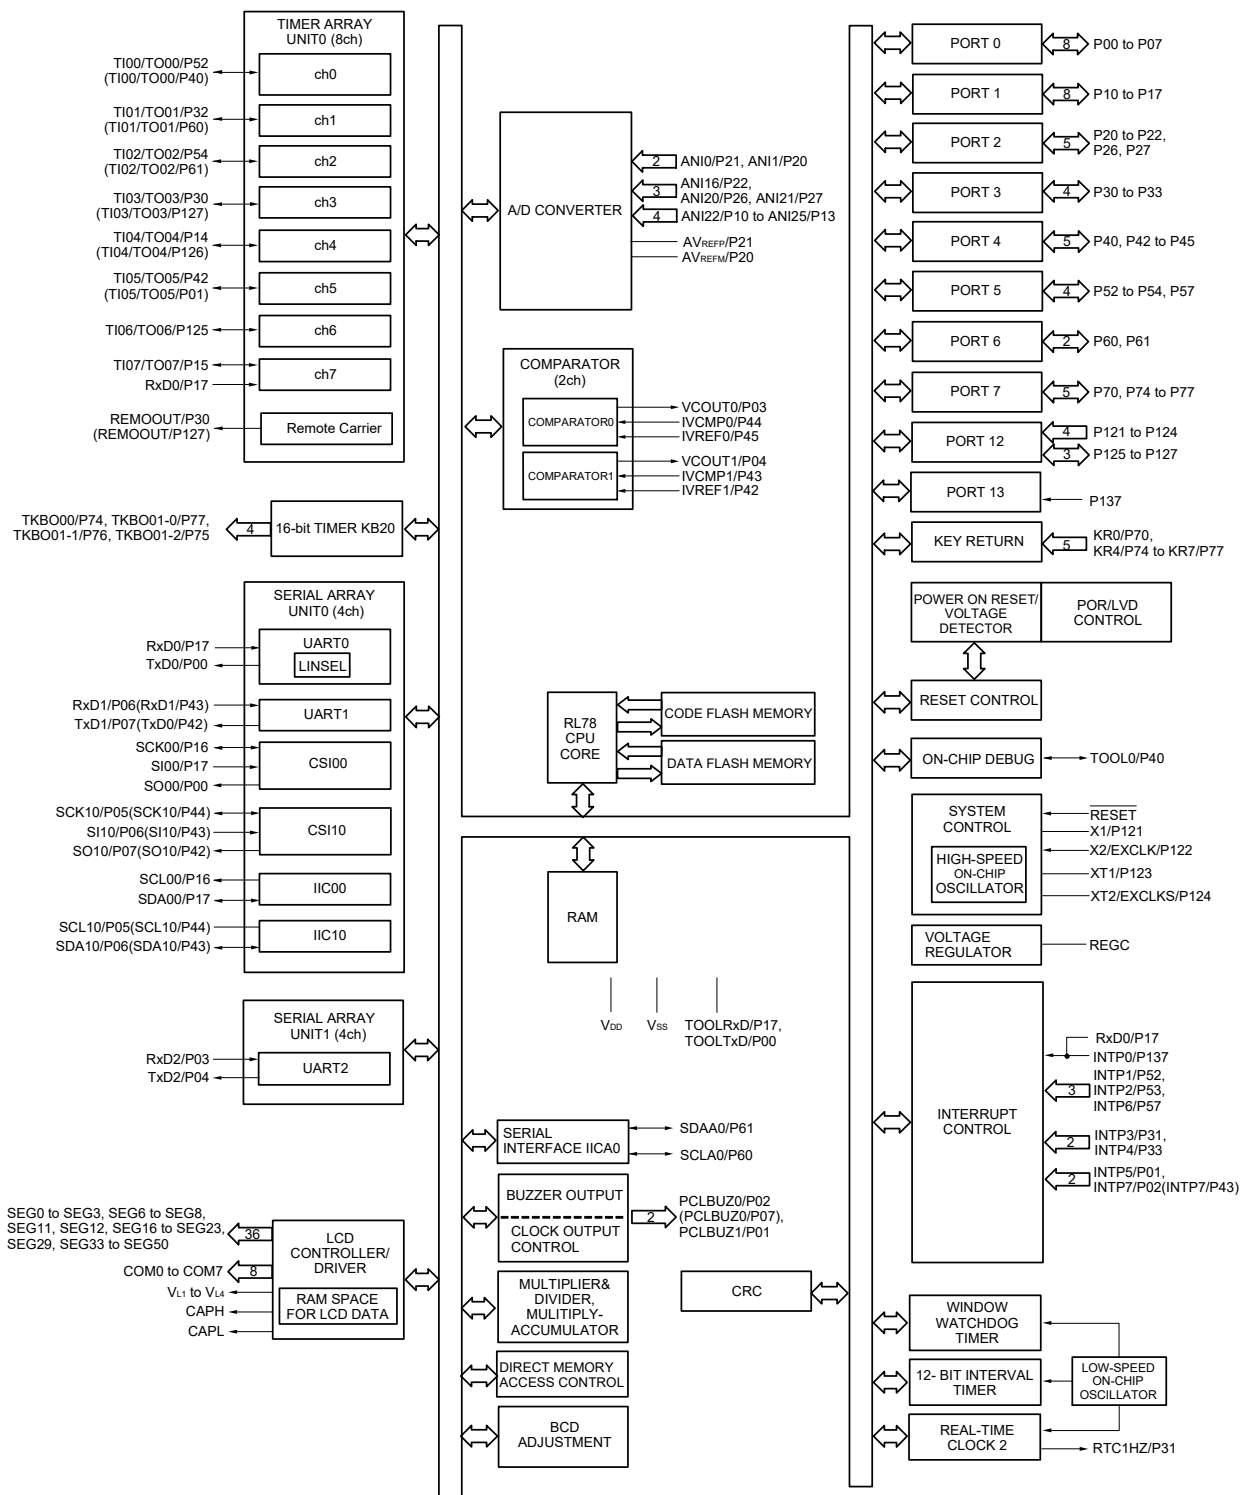 TIMER ARRAY
UNIT0 (8ch)
TI00/TO00/P52
(TI00/TO00/P40)
ch0
TI01/TO01/P32
(TI01/TO01/P60)
ch1
TI02/TO02/P54
(TI02/TO02/P61)
ch2
TI03/TO03/P30
(TI03/TO03/P127)
ch3
TI04/TO04/P14
(TI04/TO04/P126)
ch4
TI05/TO05/P42
(TI05/TO05/P01)
ch5
TI06/TO06/P125
ch6
TI07/TO07/P15
RxD0/P17
ch7
REMOOUT/P30
(REMOOUT/P127)
Remote Carrier
TKBO00/P74, TKBO01-0/P77,
TKBO01-1/P76, TKBO01-2/P75
4
16-bit TIMER KB20
SERIAL ARRAY
UNIT0 (4ch)
RxD0/P17
TxD0/P00
UART0
LINSEL
RxD1/P06(RxD1/P43)
TxD1/P07(TxD0/P42)
UART1
SCK00/P16
SI00/P17
SO00/P00
CSI00
SCK10/P05(SCK10/P44)
SI10/P06(SI10/P43)
SO10/P07(SO10/P42)
CSI10
SCL00/P16
SDA00/P17
IIC00
SCL10/P05(SCL10/P44)
SDA10/P06(SDA10/P43)
IIC10
SERIAL ARRAY
UNIT1 (4ch)
RxD2/P03
TxD2/P04
UART2
SEG0 to SEG3, SEG6 to SEG8,
SEG11, SEG12, SEG16 to SEG23,
SEG29, SEG33 to SEG50
36
COM0 to COM7
8
VL1 to VL4
CAPH
CAPL
LCD
CONTROLLER/
DRIVER
RAM SPACE
FOR LCD DATA
A/D CONVERTER
2
ANI0/P21, ANI1/P20
3
ANI16/P22,
ANI20/P26, ANI21/P27
4
ANI22/P10 to ANI25/P13
AVREFP/P21
AVREFM/P20
COMPARATOR
(2ch)
COMPARATOR0
VCOUT0/P03
IVCMP0/P44
IVREF0/P45
COMPARATOR1
VCOUT1/P04
IVCMP1/P43
IVREF1/P42
RL78
CPU
CORE
CODE FLASH MEMORY
DATA FLASH MEMORY
RAM
VDD
VSS
TOOLRxD/P17,
TOOLTxD/P00
SERIAL
INTERFACE IICA0
SDAA0/P61
SCLA0/P60
BUZZER OUTPUT
CLOCK OUTPUT
CONTROL
2
PCLBUZ0/P02
(PCLBUZ0/P07),
PCLBUZ1/P01
MULTIPLIER&
DIVIDER,
MULITIPLY-
ACCUMULATOR
CRC
DIRECT MEMORY
ACCESS CONTROL
BCD
ADJUSTMENT
PORT 0
8
P00 to P07
PORT 1
8
P10 to P17
PORT 2
5
P20 to P22,
P26, P27
PORT 3
4
P30 to P33
PORT 4
5
P40, P42 to P45
PORT 5
4
P52 to P54, P57
PORT 6
2
P60, P61
PORT 7
5
P70, P74 to P77
PORT 12
4
P121 to P124
3
P125 to P127
PORT 13
P137
KEY RETURN
5
KR0/P70,
KR4/P74 to KR7/P77
POWER ON RESET/
VOLTAGE
DETECTOR
POR/LVD
CONTROL
RESET CONTROL
ON-CHIP DEBUG
TOOL0/P40
SYSTEM
CONTROL
HIGH-SPEED
ON-CHIP
OSCILLATOR
RESET
X1/P121
X2/EXCLK/P122
XT1/P123
XT2/EXCLKS/P124
VOLTAGE
REGULATOR
REGC
INTERRUPT
CONTROL
RxD0/P17
INTP0/P137
3
INTP1/P52,
INTP2/P53,
INTP6/P57
2
INTP3/P31,
INTP4/P33
2
INTP5/P01,
INTP7/P02(INTP7/P43)
WINDOW
WATCHDOG
TIMER
12- BIT INTERVAL
TIMER
LOW-SPEED
ON-CHIP
OSCILLATOR
REAL-TIME
CLOCK 2
RTC1HZ/P31